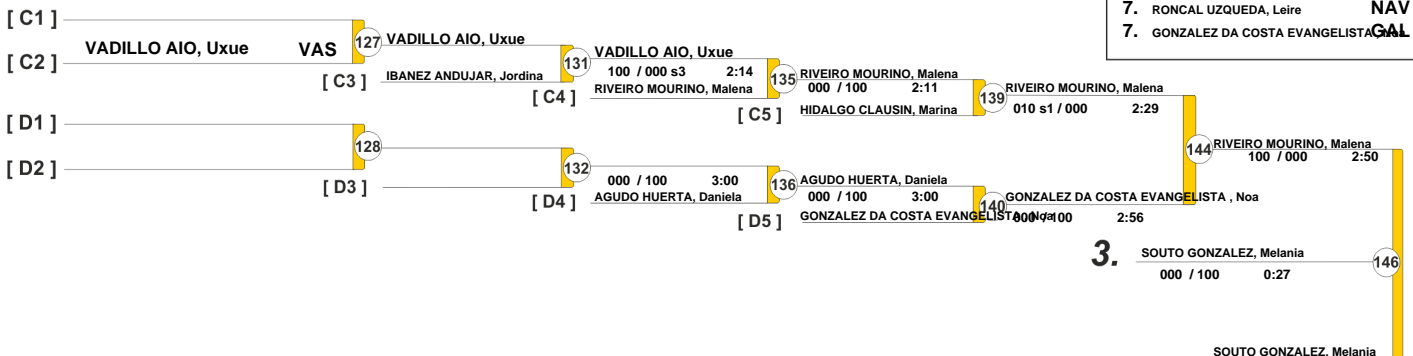 7. RONCAL UZQUEDA, Leire NAV
7. GONZALEZ DA COSTA EVANGELISTA , Noa GAL
[ C1 ]
VADILLO AIO, Uxue VAS
[ C2 ]
127
VADILLO AIO, Uxue
[ C3 ]
IBANEZ ANDUJAR, Jordina
131
VADILLO AIO, Uxue
100 / 000 s3 2:14
[ C4 ]
RIVEIRO MOURINO, Malena
135
RIVEIRO MOURINO, Malena
000 / 100 2:11
[ C5 ]
HIDALGO CLAUSIN, Marina
139
RIVEIRO MOURINO, Malena
010 s1 / 000 2:29
[ D1 ]
[ D2 ]
128
[ D3 ]
132
000 / 100 3:00
[ D4 ]
AGUDO HUERTA, Daniela
136
AGUDO HUERTA, Daniela
000 / 100 3:00
[ D5 ]
GONZALEZ DA COSTA EVANGELISTA , Noa
140
GONZALEZ DA COSTA EVANGELISTA , Noa
000 / 100 2:56
144
RIVEIRO MOURINO, Malena
100 / 000 2:50
3.
SOUTO GONZALEZ, Melania
000 / 100 0:27
146
SOUTO GONZALEZ, Melania